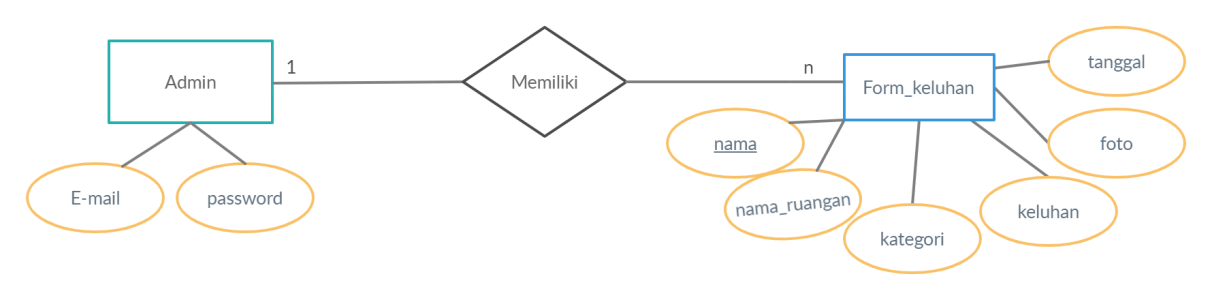 Admin
1
Memiliki
n
Form_keluhan
tanggal
foto
nama
nama_ruangan
kategori
keluhan
E-mail
password